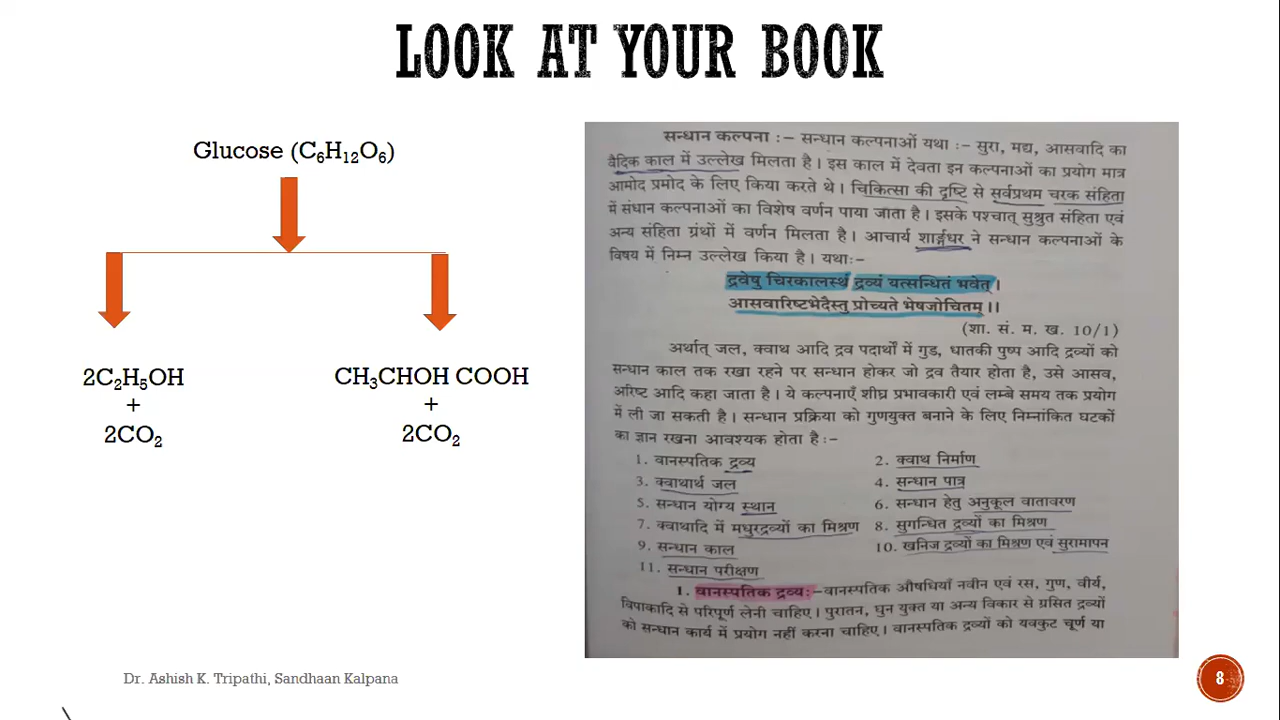 LOOK AT YOUR BOOK
Glucose (C₆H₁₂O₆)
2C₂H₅OH
+
2CO₂
CH₃CHOH COOH
+
2CO₂
सन्धान कल्पना :– सन्धान कल्पनाओं यथा :– सुरा, मद्य, आसवादि का
वैदिक काल में उल्लेख मिलता है। इस काल में देवता इन कल्पनाओं का प्रयोग मात्र
आमोद प्रमोद के लिए किया करते थे। चिकित्सा की दृष्टि से सर्वप्रथम चरक संहिता
में संधान कल्पनाओं का विशेष वर्णन पाया जाता है। इसके पश्चात् सुश्रुत संहिता एवं
अन्य संहिता ग्रंथों में वर्णन मिलता है। आचार्य शार्ङ्गधर ने सन्धान कल्पनाओं के
विषय में निम्न उल्लेख किया है। यथाः–
द्रवेषु चिरकालस्थं द्रव्यं यत्सन्धितं भवेत्।
आसवारिष्टभेदैस्तु प्रोच्यते भेषजोचितम्।।
(शा. सं. म. ख. 10/1)
अर्थात् जल, क्वाथ आदि द्रव पदार्थों में गुड, धातकी पुष्प आदि द्रव्यों को
सन्धान काल तक रखा रहने पर सन्धान होकर जो द्रव तैयार होता है, उसे आसव,
अरिष्ट आदि कहा जाता है। ये कल्पनाएँ शीघ्र प्रभावकारी एवं लम्बे समय तक प्रयोग
में ली जा सकती है। सन्धान प्रक्रिया को गुणयुक्त बनाने के लिए निम्नांकित घटकों
का ज्ञान रखना आवश्यक होता है:–
1. वानस्पतिक द्रव्य 2. क्वाथ निर्माण
3. क्वाथार्थ जल 4. सन्धान पात्र
5. सन्धान योग्य स्थान 6. सन्धान हेतु अनुकूल वातावरण
7. क्वाथादि में मधुरद्रव्यों का मिश्रण 8. सुगन्धित द्रव्यों का मिश्रण
9. सन्धान काल 10. खनिज द्रव्यों का मिश्रण एवं सुरामापन
11. सन्धान परीक्षण
1. वानस्पतिक द्रव्य:–वानस्पतिक औषधियाँ नवीन एवं रस, गुण, वीर्य,
विपाकादि से परिपूर्ण लेनी चाहिए। पुरातन, घुन युक्त या अन्य विकार से ग्रसित द्रव्यों
को सन्धान कार्य में प्रयोग नहीं करना चाहिए। वानस्पतिक द्रव्यों को यवकुट चूर्ण या
Dr. Ashish K. Tripathi, Sandhaan Kalpana
8